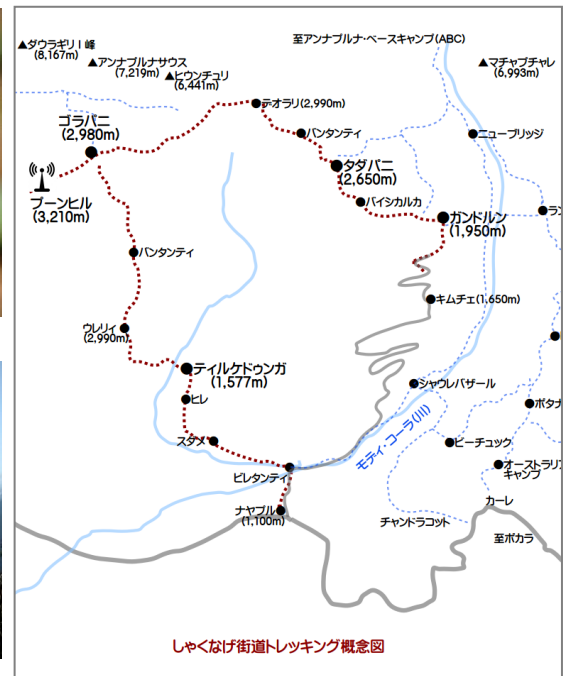 ▲ダウラギリⅠ峰
(8,167m)
▲アンナプルナサウス
(7,219m)
▲ヒウンチュリ
(6,441m)
至アンナプルナ・ベースキャンプ(ABC)
▲マチャプチャレ
(6,993m)
ゴラパニ
(2,980m)
テオラリ(2,990m)
バンタンティ
ニューブリッジ
タダパニ
(2,650m)
プーンヒル
(3,210m)
バイシカルカ
ガンドルン
(1,950m)
バンタンティ
キムチェ(1,650m)
ウレリィ
(2,990m)
ティルケドゥンガ
(1,577m)
シャウレバザール
ヒレ
スダメ
モディ・コーラ(川)
ビーチュック
ビレタンティ
オーストラリア
キャンプ
ナヤプル
(1,100m)
カーレ
チャンドラコット
至ポカラ
しゃくなげ街道トレッキング概念図